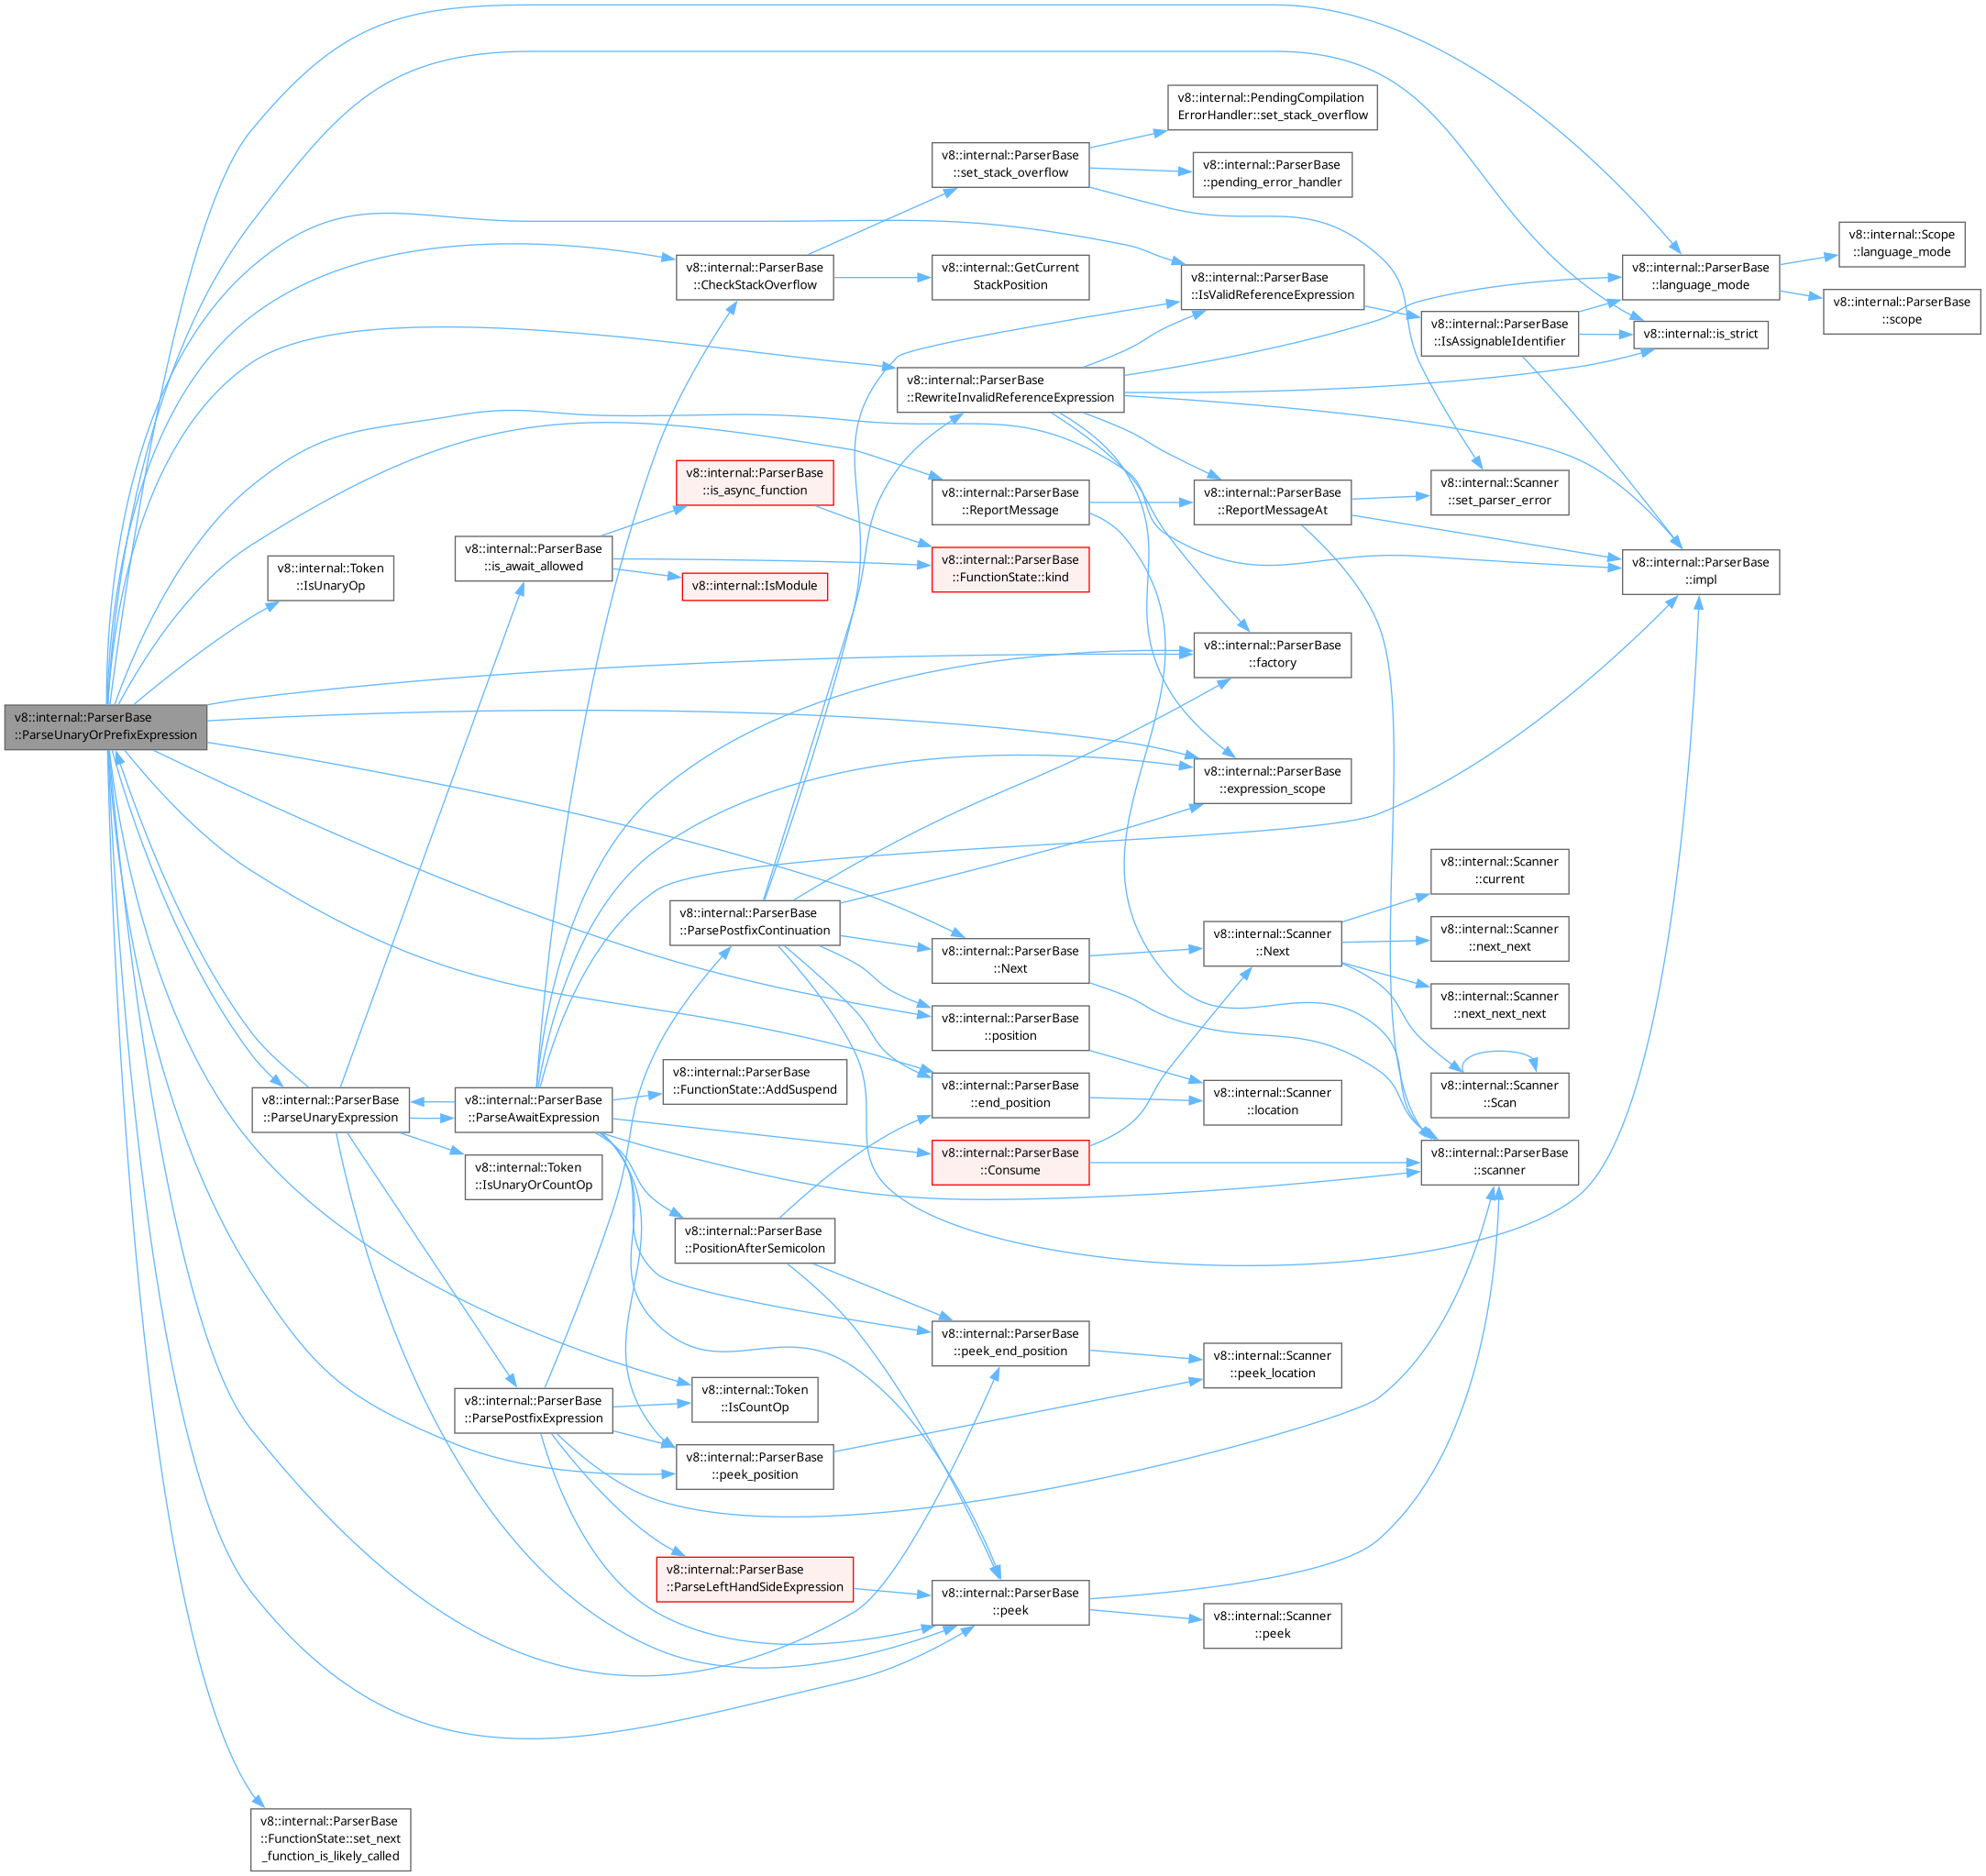 v8::internal::PendingCompilation
ErrorHandler::set_stack_overflow
v8::internal::ParserBase
::set_stack_overflow
v8::internal::ParserBase
::pending_error_handler
v8::internal::Scope
::language_mode
v8::internal::ParserBase
::CheckStackOverflow
v8::internal::GetCurrent
StackPosition
v8::internal::ParserBase
::IsValidReferenceExpression
v8::internal::ParserBase
::language_mode
v8::internal::ParserBase
::scope
v8::internal::ParserBase
::IsAssignableIdentifier
v8::internal::is_strict
v8::internal::ParserBase
::RewriteInvalidReferenceExpression
v8::internal::ParserBase
::is_async_function
v8::internal::ParserBase
::ReportMessage
v8::internal::ParserBase
::ReportMessageAt
v8::internal::Scanner
::set_parser_error
v8::internal::Token
::IsUnaryOp
v8::internal::ParserBase
::is_await_allowed
v8::internal::IsModule
v8::internal::ParserBase
::FunctionState::kind
v8::internal::ParserBase
::impl
v8::internal::ParserBase
::factory
v8::internal::ParserBase
::ParseUnaryOrPrefixExpression
v8::internal::ParserBase
::expression_scope
v8::internal::Scanner
::current
v8::internal::ParserBase
::ParsePostfixContinuation
v8::internal::ParserBase
::Next
v8::internal::Scanner
::Next
v8::internal::Scanner
::next_next
v8::internal::Scanner
::next_next_next
v8::internal::ParserBase
::position
v8::internal::ParserBase
::ParseUnaryExpression
v8::internal::ParserBase
::ParseAwaitExpression
v8::internal::ParserBase
::FunctionState::AddSuspend
v8::internal::ParserBase
::end_position
v8::internal::Scanner
::location
v8::internal::Scanner
::Scan
v8::internal::Token
::IsUnaryOrCountOp
v8::internal::ParserBase
::Consume
v8::internal::ParserBase
::scanner
v8::internal::ParserBase
::PositionAfterSemicolon
v8::internal::ParserBase
::peek_end_position
v8::internal::Scanner
::peek_location
v8::internal::ParserBase
::ParsePostfixExpression
v8::internal::Token
::IsCountOp
v8::internal::ParserBase
::peek_position
v8::internal::ParserBase
::ParseLeftHandSideExpression
v8::internal::ParserBase
::peek
v8::internal::Scanner
::peek
v8::internal::ParserBase
::FunctionState::set_next
_function_is_likely_called